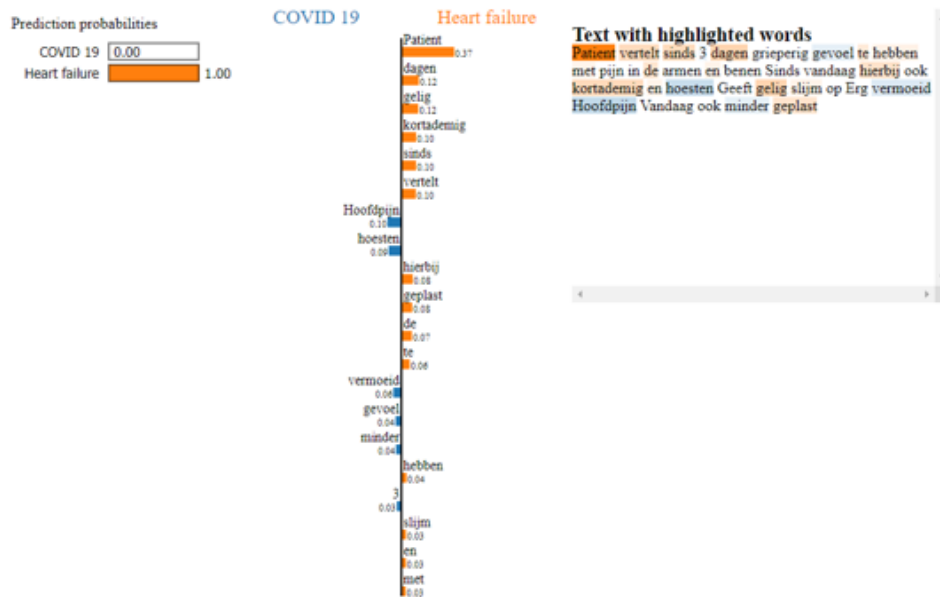 Prediction probabilities
COVID 19 0.00
Heart failure 1.00
COVID 19 Heart failure
Patient
0.37
dagen
0.12
gelig
0.12
kortademig
0.10
sinds
0.10
vertelt
0.10
Hoofdpijn
0.10
hoesten
0.09
hierbij
0.08
geplast
0.08
de
0.07
te
0.06
vermoeid
0.06
gevoel
0.04
minder
0.04
hebben
0.04
3
0.03
slijm
0.03
en
0.03
met
0.03
Text with highlighted words
Patient vertelt sinds 3 dagen grieperig gevoel te hebben
met pijn in de armen en benen Sinds vandaag hierbij ook
kortademig en hoesten Geeft gelig slijm op Erg vermoeid
Hoofdpijn Vandaag ook minder geplast